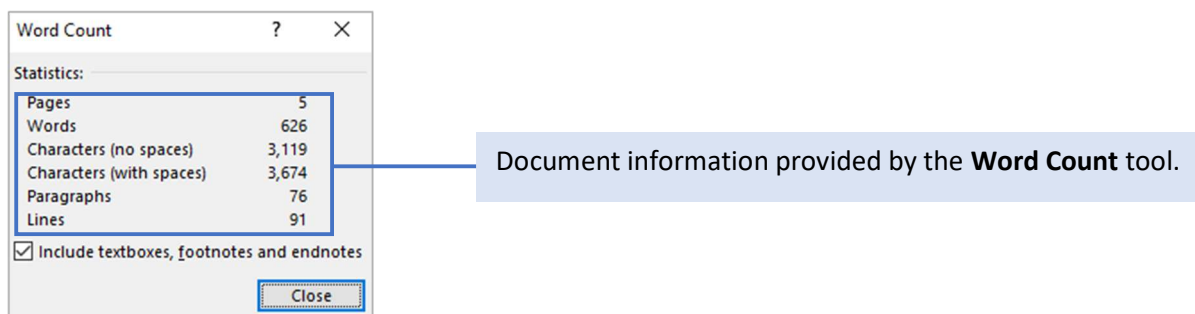 Word Count ? ×
Statistics:
Pages 5
Words 626
Characters (no spaces) 3,119
Characters (with spaces) 3,674
Paragraphs 76
Lines 91
Include textboxes, footnotes and endnotes
Close
Document information provided by the Word Count tool.